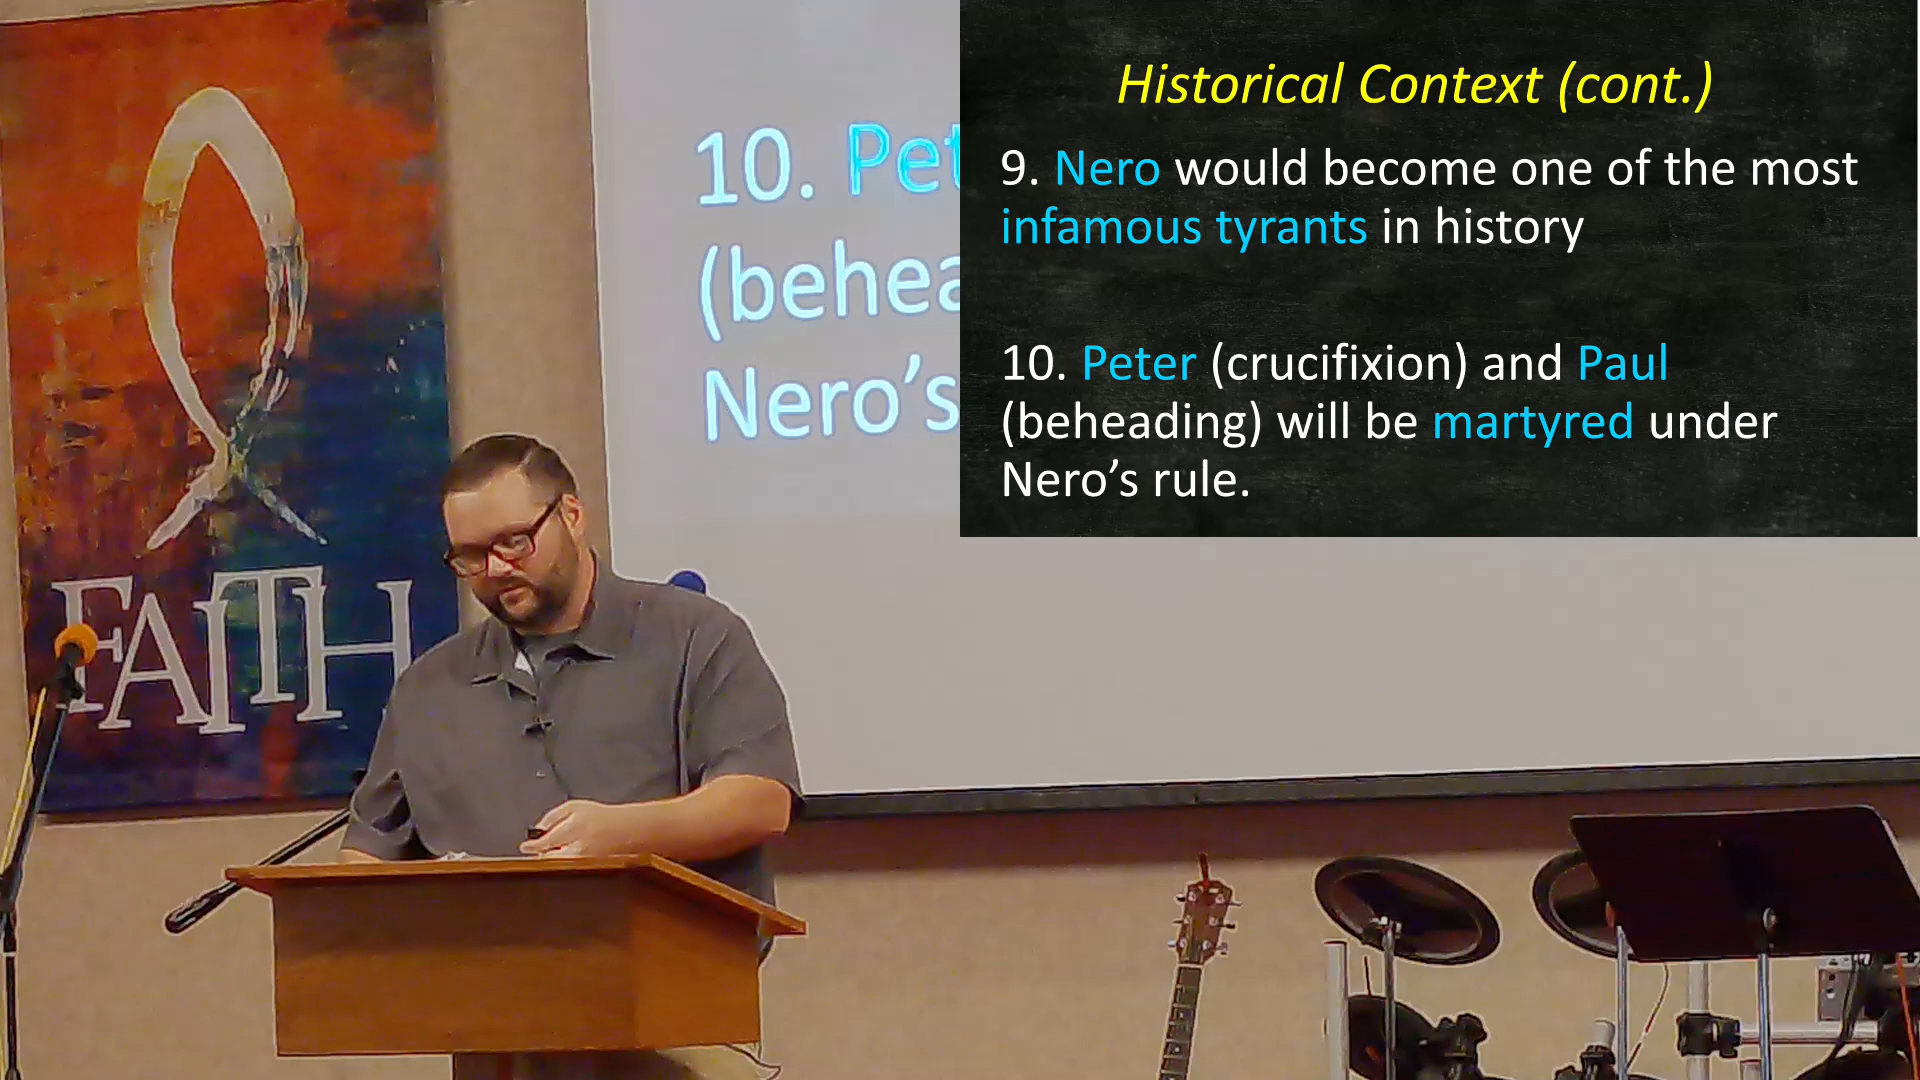 FAITH
10. Pet
(behea
Nero's
Historical Context (cont.)
9. Nero would become one of the most
infamous tyrants in history
10. Peter (crucifixion) and Paul
(beheading) will be martyred under
Nero's rule.